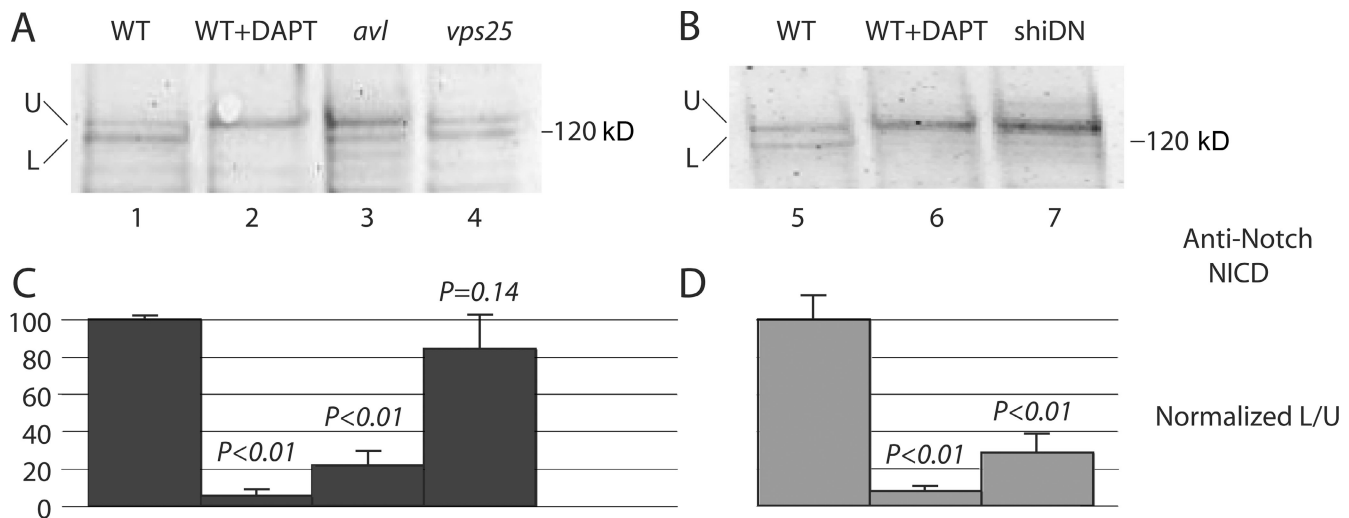 A WT WT+DAPT avl vps25
U
L
–120 kD
1 2 3 4
B WT WT+DAPT shiDN
U
L
–120 kD
5 6 7
Anti-Notch
NICD
C
100
80
60
40
20
0
P<0.01
P<0.01
P=0.14
D
P<0.01
P<0.01
Normalized L/U